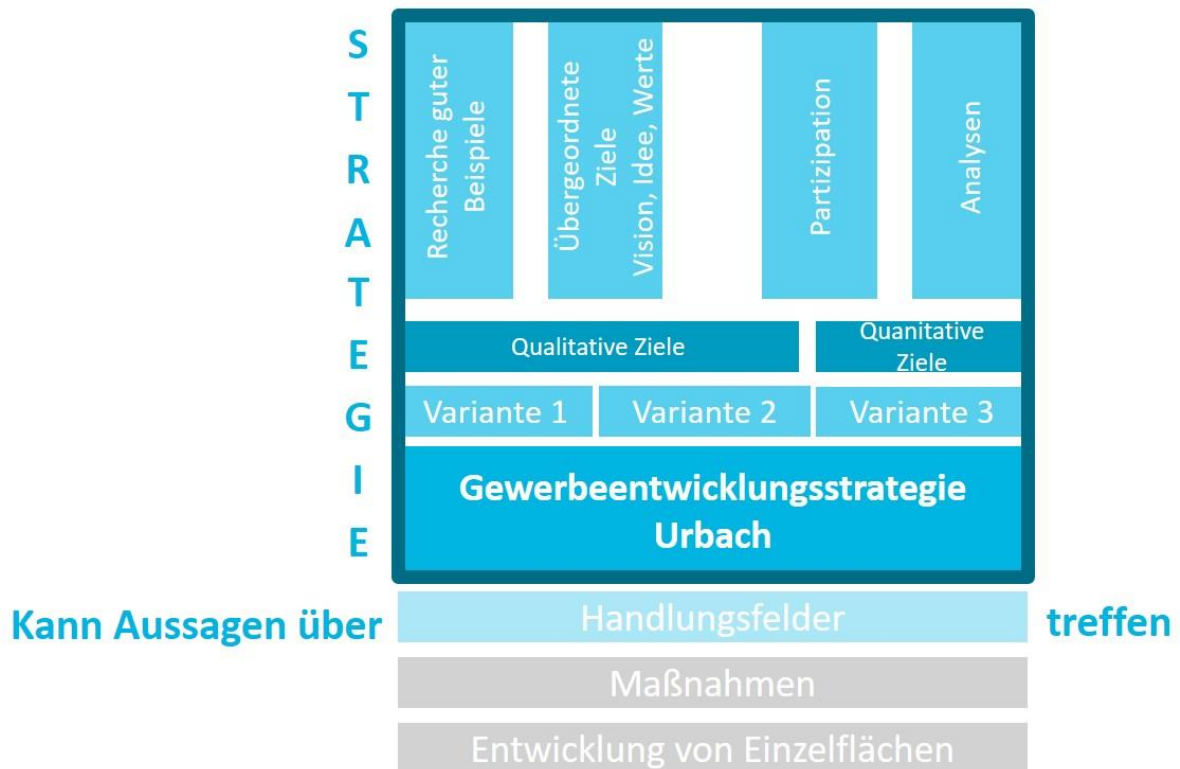 STRATEGIE
Recherche guter
Beispiele
Übergeordnete
Ziele
Vision, Idee, Werte
Partizipation
Analysen
Qualitative Ziele
Quanitative
Ziele
Variante 1
Variante 2
Variante 3
Gewerbeentwicklungsstrategie
Urbach
Kann Aussagen über
Handlungsfelder
treffen
Maßnahmen
Entwicklung von Einzelflächen